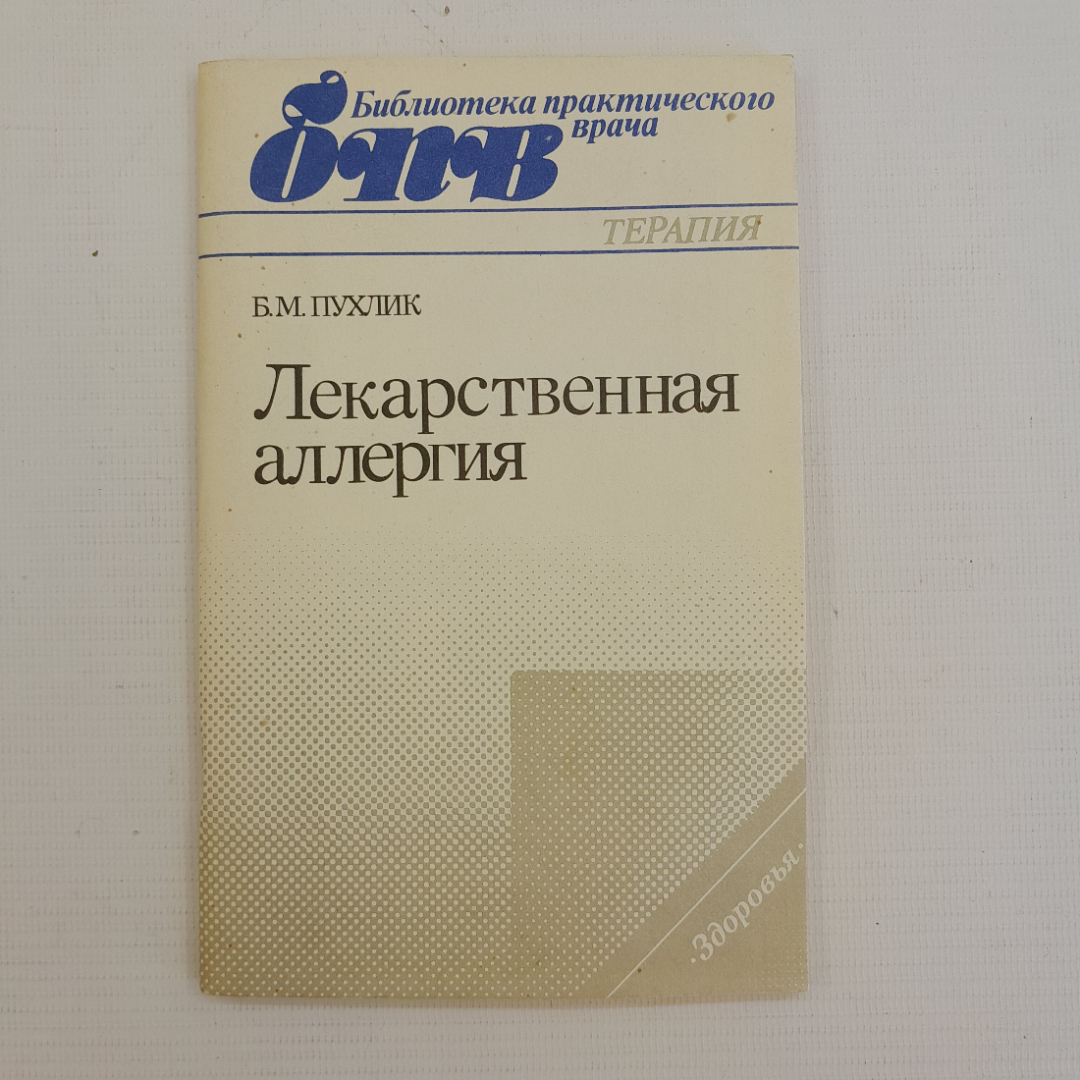 Библиотека практического
врача
бпв
ТЕРАПИЯ
Б.М. ПУХЛИК
Лекарственная
аллергия
·Здоровья·